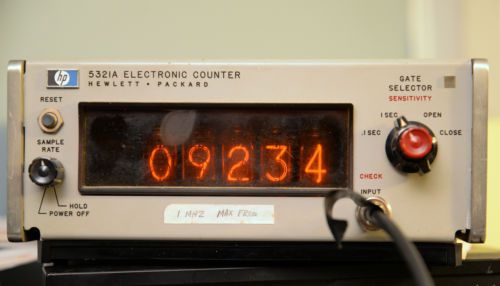 hp
5321A ELECTRONIC COUNTER
HEWLETT • PACKARD
GATE
SELECTOR
SENSITIVITY
RESET
1 SEC
OPEN
.1 SEC
CLOSE
SAMPLE
RATE
HOLD
POWER OFF
09234
CHECK
INPUT
1 MHZ MAX FREQ